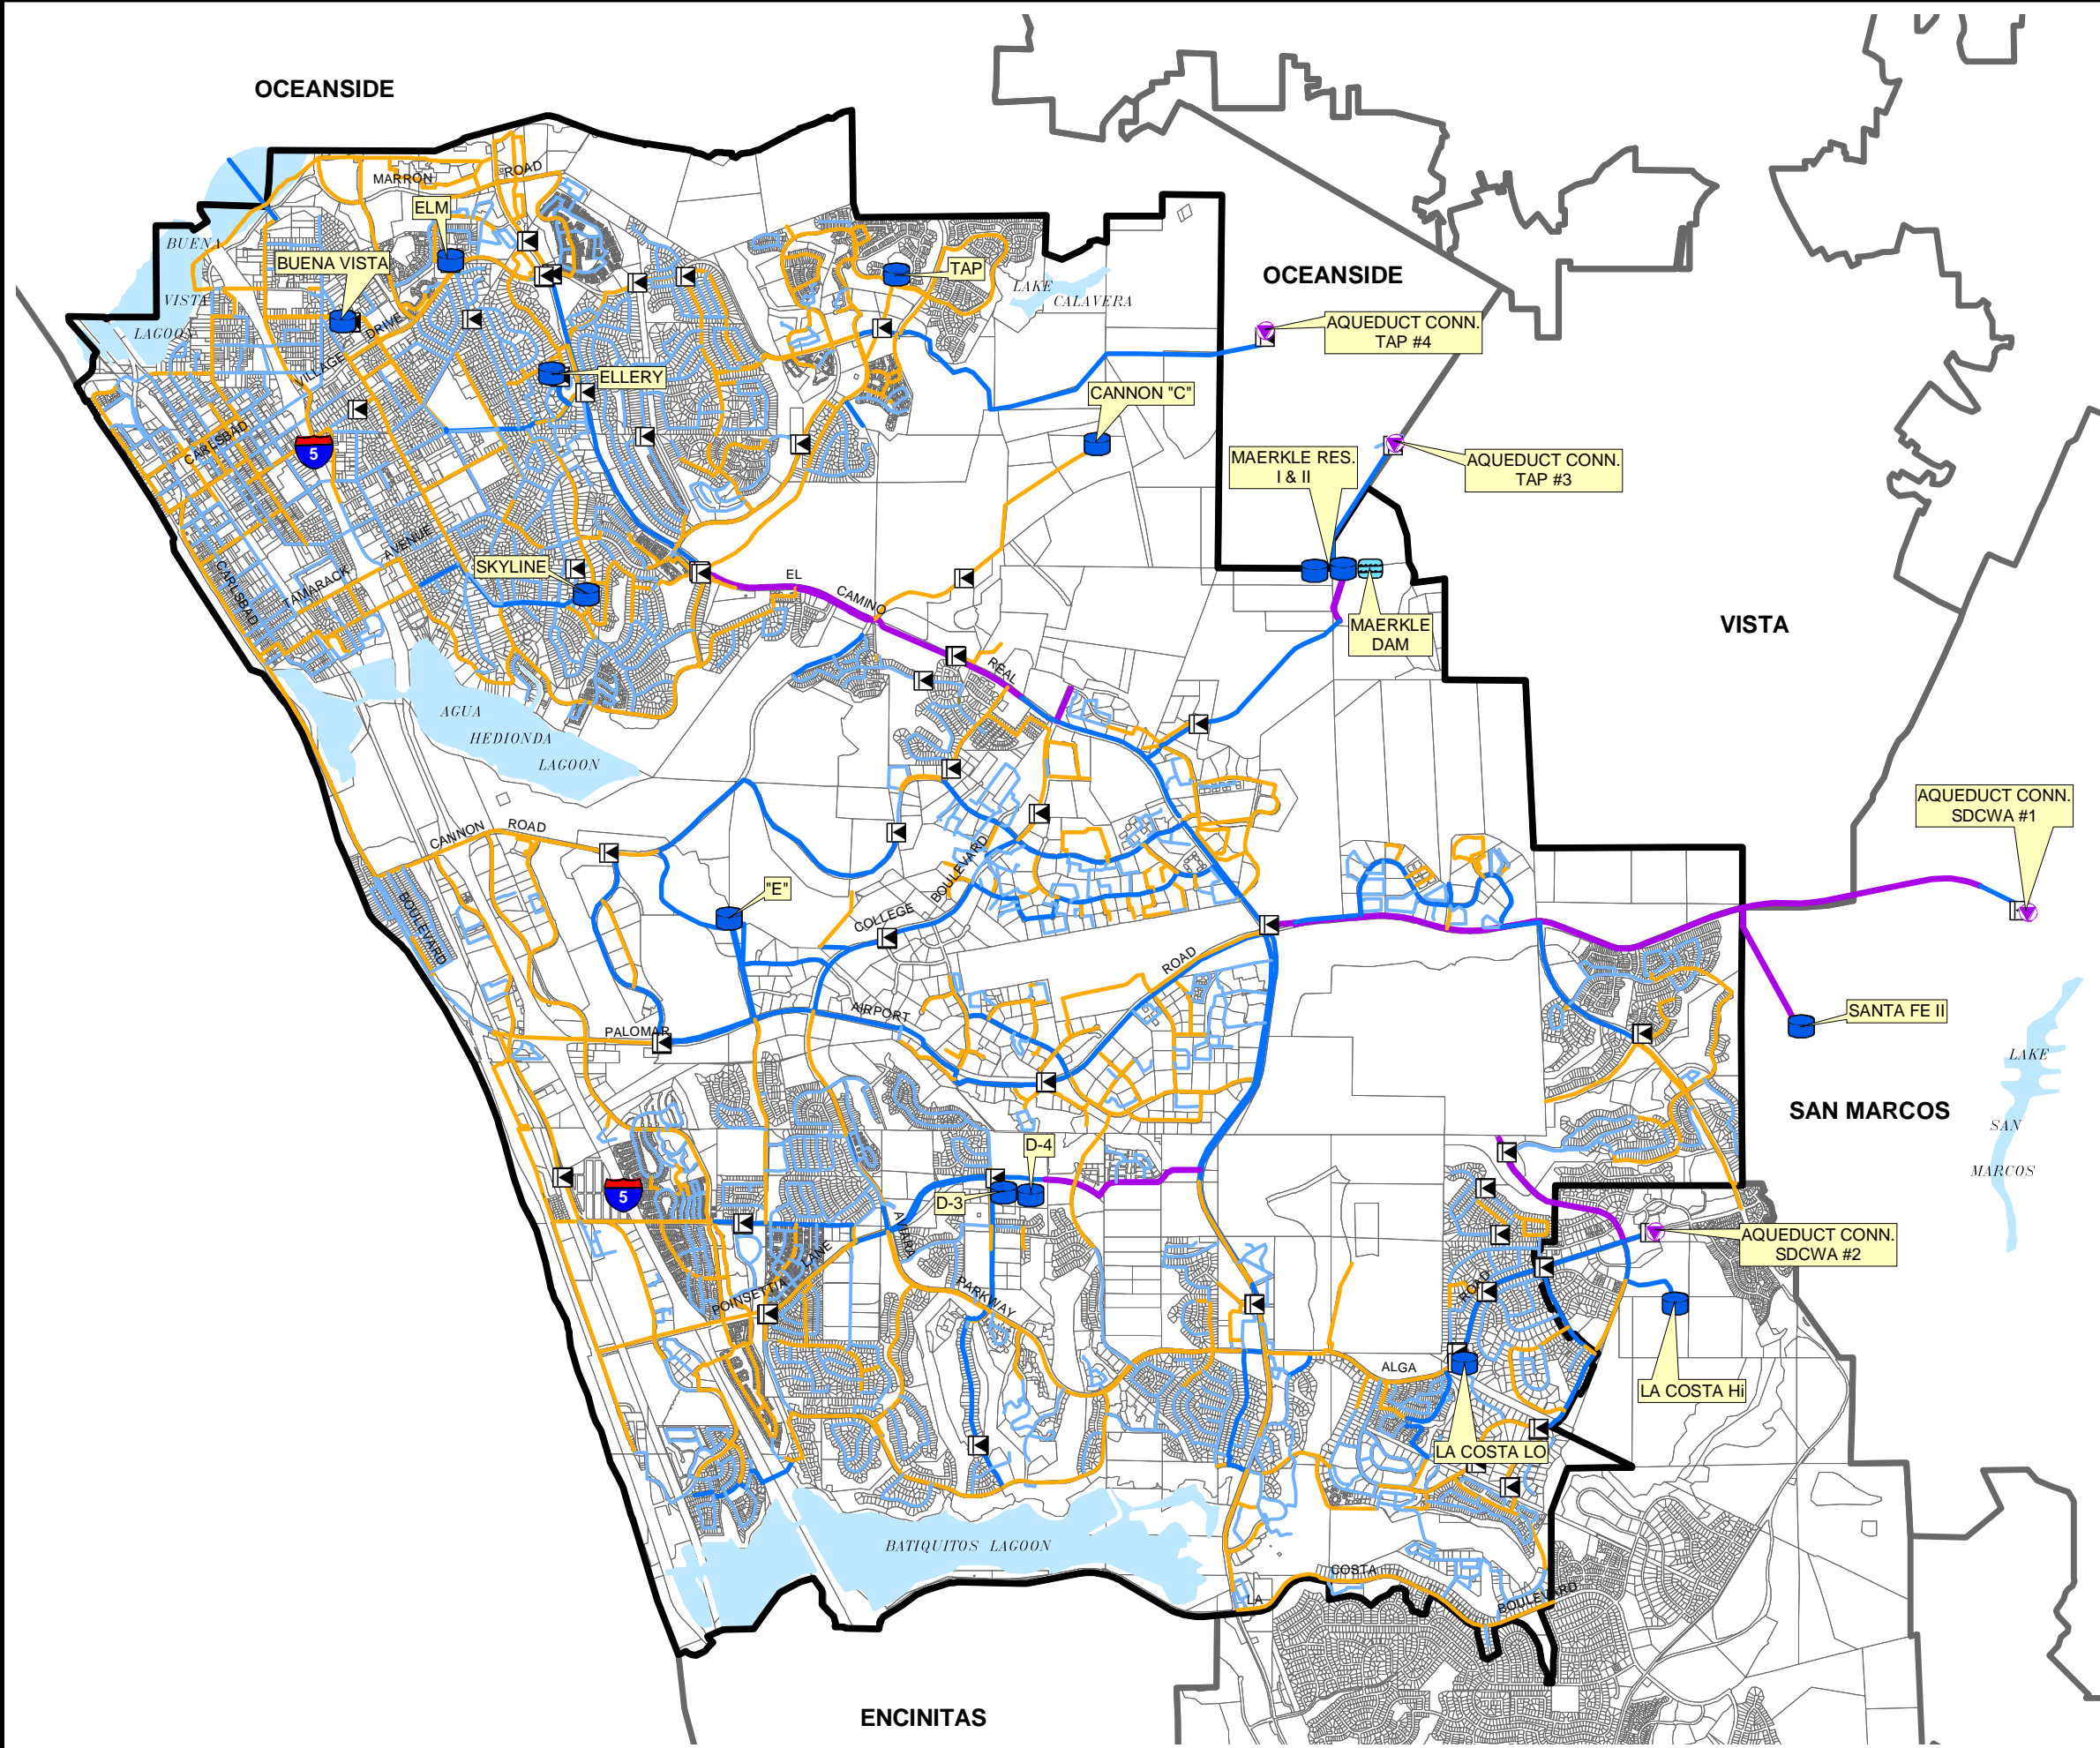 OCEANSIDE
MARRON
ROAD
ELM
BUENA
BUENA VISTA
VISTA
LAGOON
TAP
LAKE
CALAVERA
OCEANSIDE
AQUEDUCT CONN.
TAP #4
VILLAGE
DRIVE
ELLERY
CANNON "C"
CARLSBAD
5
MAERKLE RES.
I & II
AQUEDUCT CONN.
TAP #3
AVENUE
TAMARACK
CARLSBAD
SKYLINE
EL
CAMINO
REAL
MAERKLE
DAM
VISTA
AGUA
HEDIONDA
LAGOON
CANNON
ROAD
BOULEVARD
"E"
COLLEGE
BOULEVARD
AQUEDUCT CONN.
SDCWA #1
ROAD
AIRPORT
PALOMAR
SANTA FE II
LAKE
SAN
MARCOS
SAN MARCOS
D-4
D-3
5
AVIARA
PARKWAY
POINSETTIA
LANE
AQUEDUCT CONN.
SDCWA #2
ROAD
ALGA
LA COSTA Hi
LA COSTA LO
BATIQUITOS LAGOON
LA
COSTA
BOULEVARD
ENCINITAS